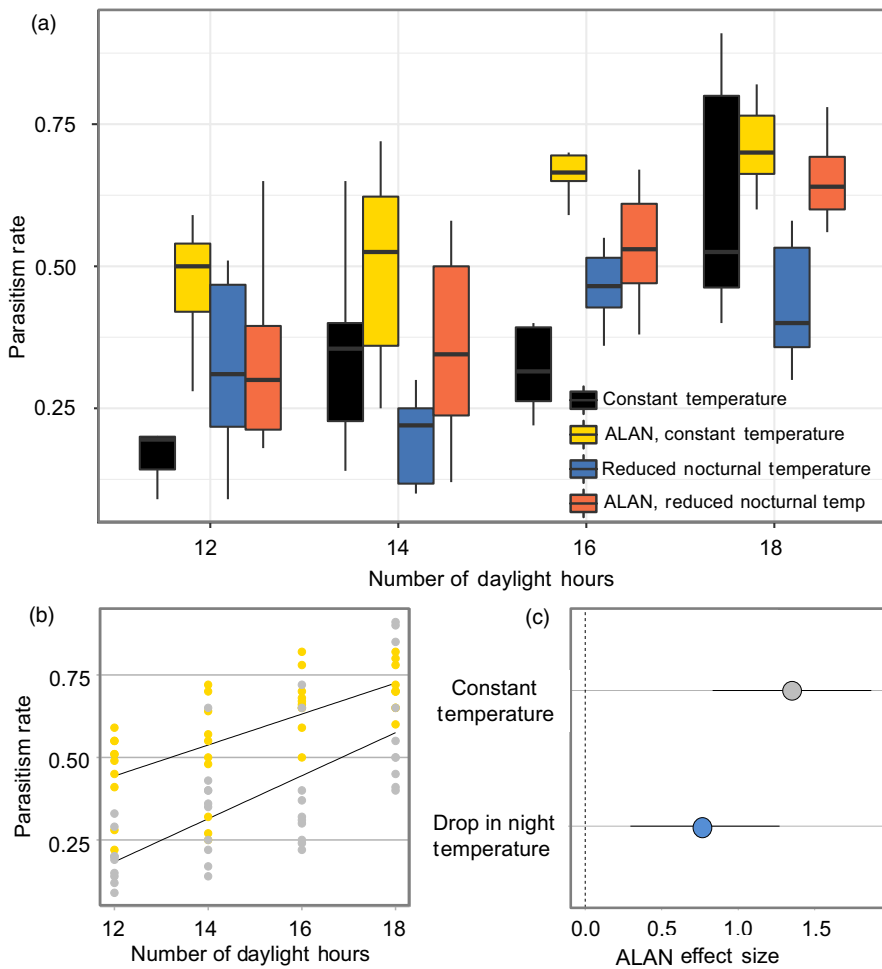 (a)
Parasitism rate
0.75
0.50
0.25
12
14
16
18
Number of daylight hours
Constant temperature
ALAN, constant temperature
Reduced nocturnal temperature
ALAN, reduced nocturnal temp
(b)
Parasitism rate
0.75
0.50
0.25
12
14
16
18
Number of daylight hours
(c)
Constant
temperature
Drop in night
temperature
0.0
0.5
1.0
1.5
ALAN effect size